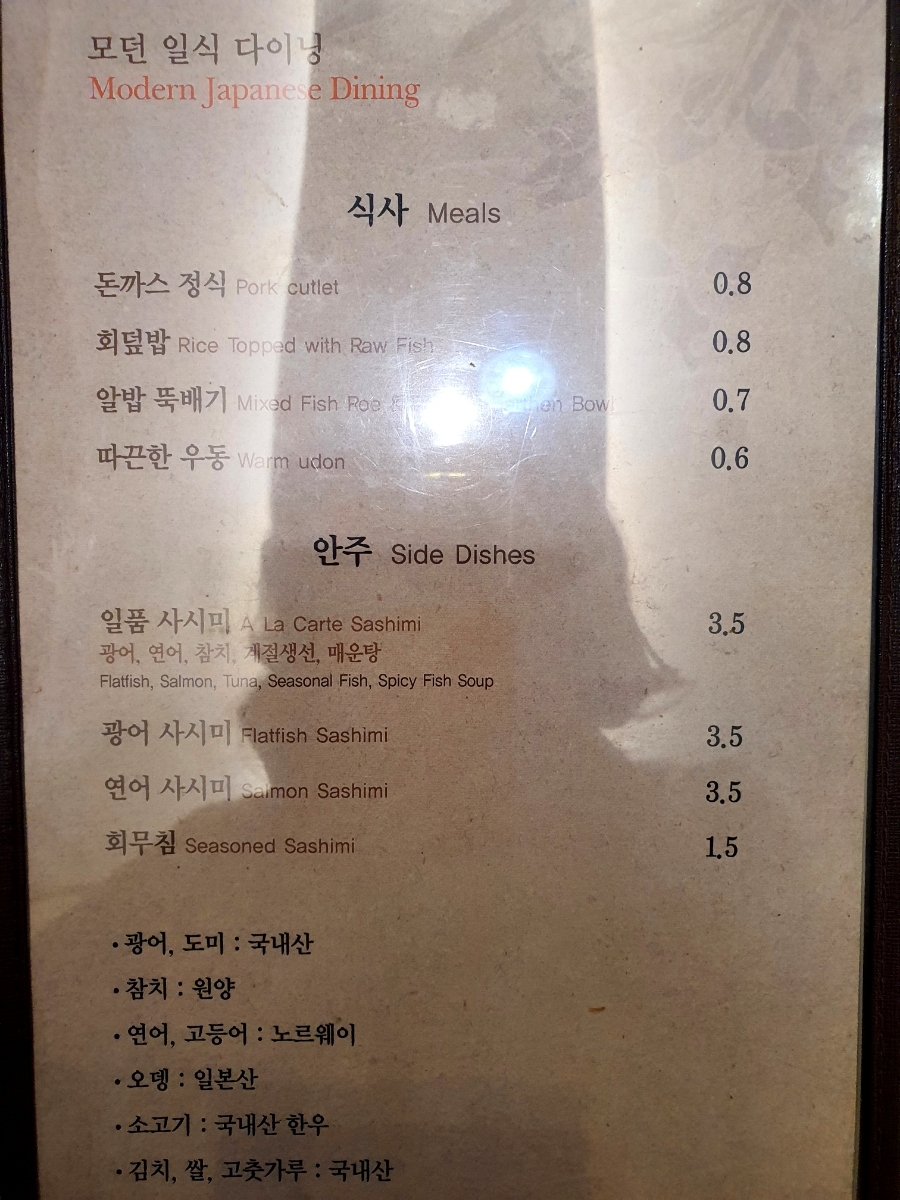 모던 일식 다이닝
Modern Japanese Dining
식사 Meals
돈까스 정식 Pork cutlet 0.8
회덮밥 Rice Topped with Raw Fish 0.8
알밥 뚝배기 Mixed Fish Roe & Bowl 0.7
따끈한 우동 Warm udon 0.6
안주 Side Dishes
일품 사시미 A La Carte Sashimi 3.5
광어, 연어, 참치, 계절생선, 매운탕
Flatfish, Salmon, Tuna, Seasonal Fish, Spicy Fish Soup
광어 사시미 Flatfish Sashimi 3.5
연어 사시미 Salmon Sashimi 3.5
회무침 Seasoned Sashimi 1.5
• 광어, 도미 : 국내산
• 참치 : 원양
• 연어, 고등어 : 노르웨이
• 오뎅 : 일본산
• 소고기 : 국내산 한우
• 김치, 쌀, 고춧가루 : 국내산